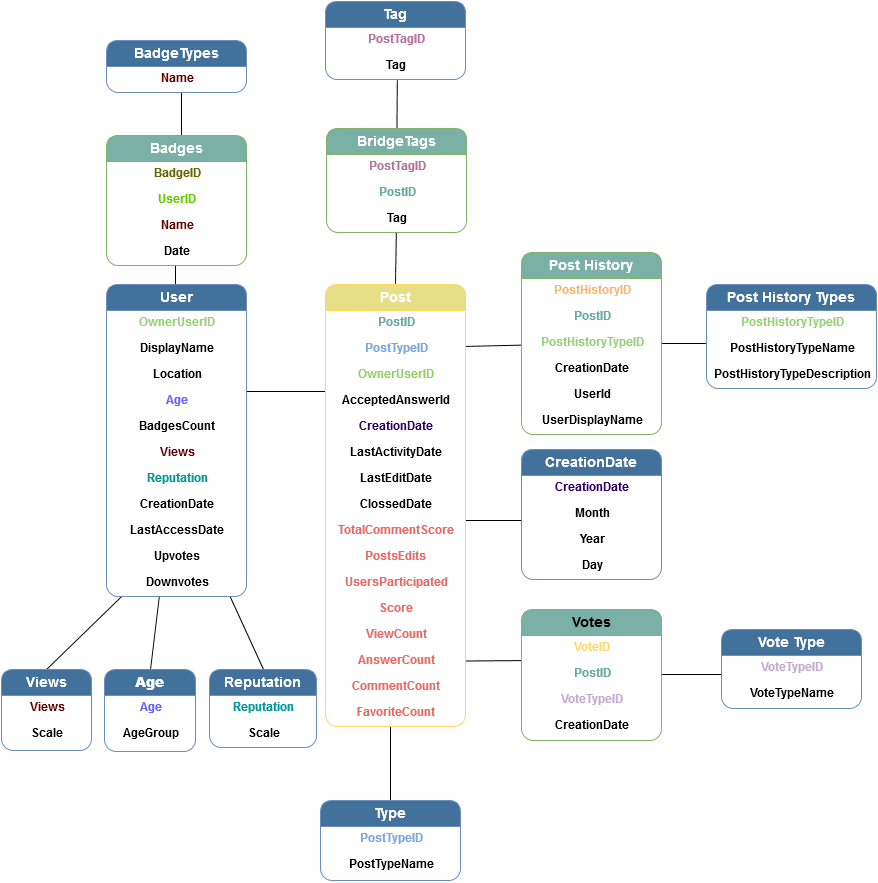 Tag
PostTagID
Tag
BadgeTypes
Name
Badges
BadgeID
UserID
Name
Date
BridgeTags
PostTagID
PostID
Tag
User
OwnerUserID
DisplayName
Location
Age
BadgesCount
Views
Reputation
CreationDate
LastAccessDate
Upvotes
Downvotes
Post
PostID
PostTypeID
OwnerUserID
AcceptedAnswerId
CreationDate
LastActivityDate
LastEditDate
ClossedDate
TotalCommentScore
PostsEdits
UsersParticipated
Score
ViewCount
AnswerCount
CommentCount
FavoriteCount
Post History
PostHistoryID
PostID
PostHistoryTypeID
CreationDate
UserId
UserDisplayName
Post History Types
PostHistoryTypeID
PostHistoryTypeName
PostHistoryTypeDescription
CreationDate
CreationDate
Month
Year
Day
Votes
VoteID
PostID
VoteTypeID
CreationDate
Vote Type
VoteTypeID
VoteTypeName
Views
Views
Scale
Age
Age
AgeGroup
Reputation
Reputation
Scale
Type
PostTypeID
PostTypeName